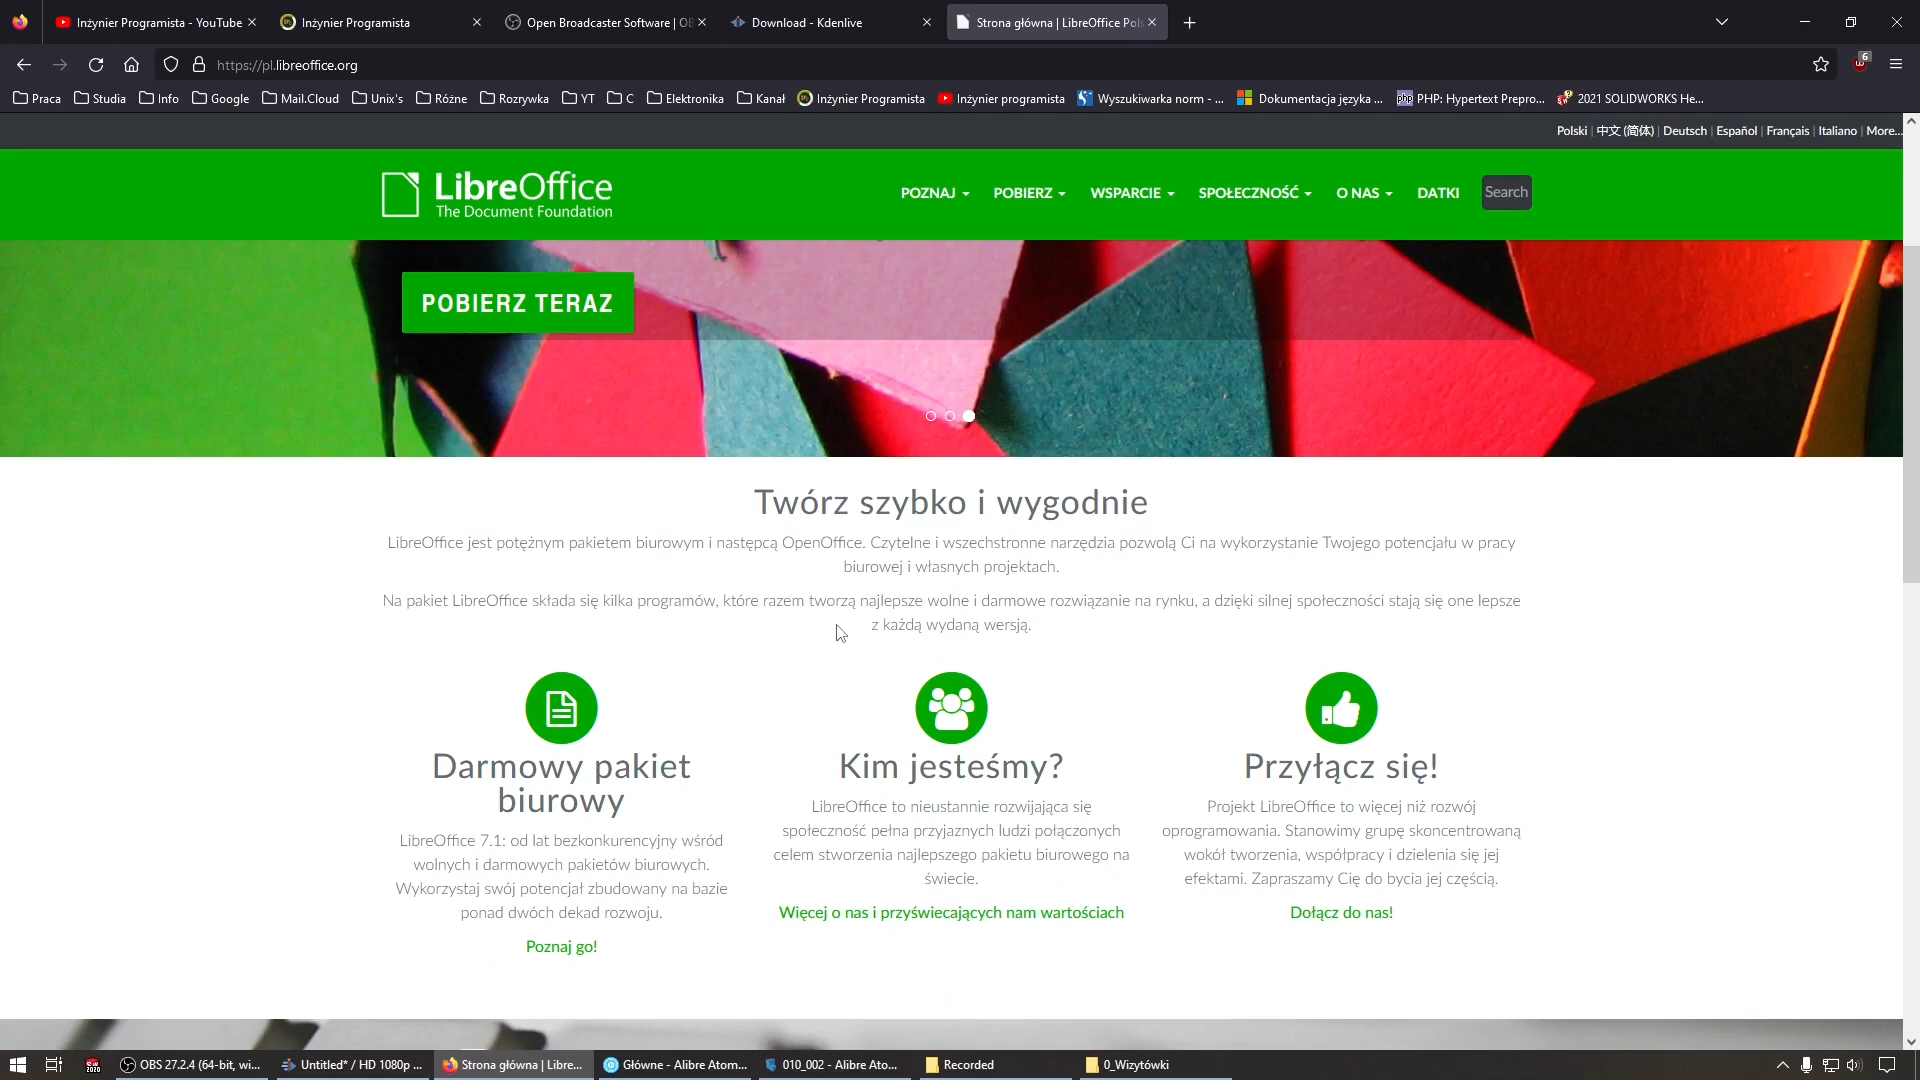 Inżynier Programista - YouTube
Inżynier Programista
Open Broadcaster Software | OB
Download - Kdenlive
Strona główna | LibreOffice Pols
https://pl.libreoffice.org
6
Praca
Studia
Info
Google
Mail.Cloud
Unix's
Różne
Rozrywka
YT
C
Elektronika
Kanał
Inżynier Programista
Inżynier programista
Wyszukiwarka norm - ...
Dokumentacja języka ...
PHP: Hypertext Prepro...
2021 SOLIDWORKS He...
Polski | 中文 (简体) | Deutsch | Español | Français | Italiano | More...
LibreOffice
The Document Foundation
POZNAJ
POBIERZ
WSPARCIE
SPOŁECZNOŚĆ
O NAS
DATKI
Search
POBIERZ TERAZ
Twórz szybko i wygodnie
LibreOffice jest potężnym pakietem biurowym i następcą OpenOffice. Czytelne i wszechstronne narzędzia pozwolą Ci na wykorzystanie Twojego potencjału w pracy
biurowej i własnych projektach.
Na pakiet LibreOffice składa się kilka programów, które razem tworzą najlepsze wolne i darmowe rozwiązanie na rynku, a dzięki silnej społeczności stają się one lepsze
z każdą wydaną wersją.
Darmowy pakiet
biurowy
LibreOffice 7.1: od lat bezkonkurencyjny wśród
wolnych i darmowych pakietów biurowych.
Wykorzystaj swój potencjał zbudowany na bazie
ponad dwóch dekad rozwoju.
Poznaj go!
Kim jesteśmy?
LibreOffice to nieustannie rozwijająca się
społeczność pełna przyjaznych ludzi połączonych
celem stworzenia najlepszego pakietu biurowego na
świecie.
Więcej o nas i przyświecających nam wartościach
Przyłącz się!
Projekt LibreOffice to więcej niż rozwój
oprogramowania. Stanowimy grupę skoncentrowaną
wokół tworzenia, współpracy i dzielenia się jej
efektami. Zapraszamy Cię do bycia jej częścią.
Dołącz do nas!
OBS 27.2.4 (64-bit, wi...
Untitled* / HD 1080p ...
Strona główna | Libre...
Główne - Alibre Atom...
010_002 - Alibre Ato...
Recorded
0_Wizytówki